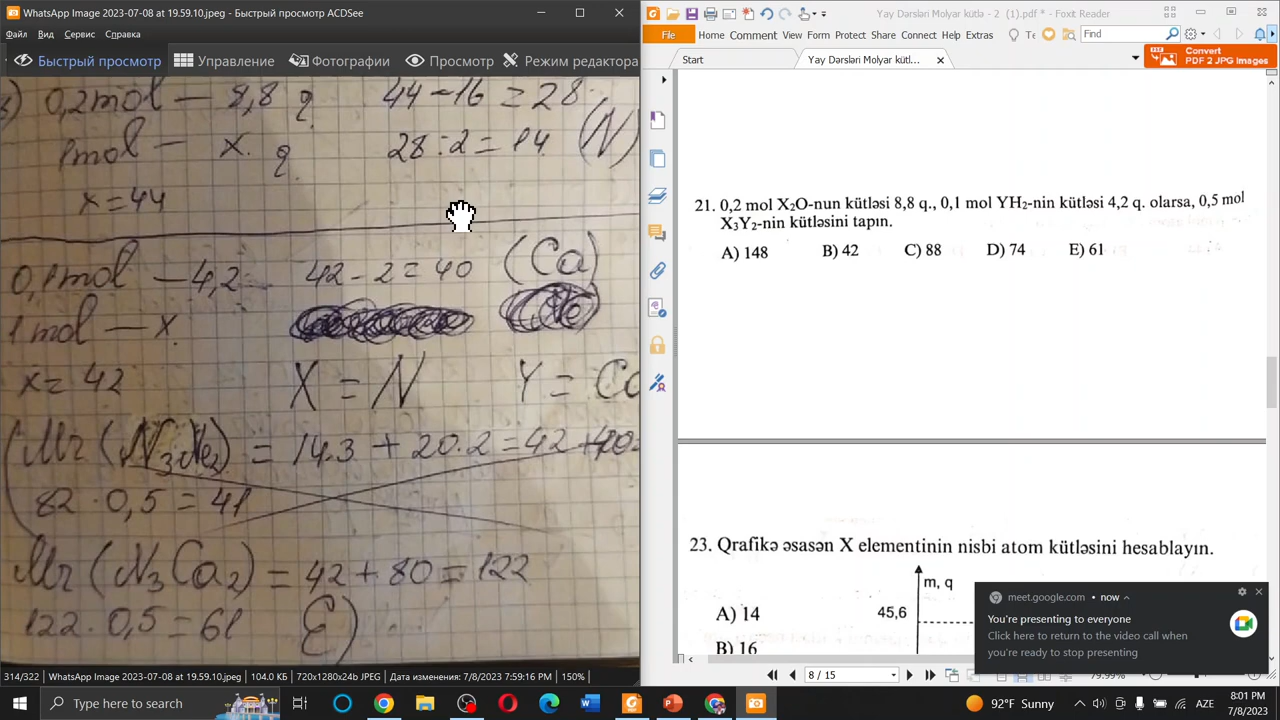 WhatsApp Image 2023-07-08 at 19.59.10.jpeg - Быстрый просмотр ACDSee
Файл Вид Сервис Справка
Быстрый просмотр Управление Фотографии Просмотр Режим редактора
0,2mol — 8,8 q 44 - 16 = 28
1mol — x q 28 : 2 = 14 (N)
x = 44
0,1mol — 4,2 42 - 2 = 40 (Ca)
1 mol — x
x = 42 X = N Y = Ca
Mr (N3Ne2) = 14.3 + 20.2 = 42 + 40
82 · 0,5 = 41
Mr (N3Ca2) = 42 + 80 = 122
122 · 0,5 = 61 E)
314/322 WhatsApp Image 2023-07-08 at 19.59.10.jpeg 104,1 KB 720x1280x24b JPEG Дата изменения: 7/8/2023 7:59:16 PM 150%
Yay Dərsləri Molyar kütlə - 2 (1).pdf * - Foxit Reader
File Home Comment View Form Protect Share Connect Help Extras Find
Start Yay Dərsləri Molyar kütl...
Convert
PDF 2 JPG Images
21. 0,2 mol X2O-nun kütləsi 8,8 q., 0,1 mol YH2-nin kütləsi 4,2 q. olarsa, 0,5 mol
X3Y2-nin kütləsini tapın.
A) 148 B) 42 C) 88 D) 74 E) 61
23. Qrafikə əsasən X elementinin nisbi atom kütləsini hesablayın.
m, q
A) 14 45,6
B) 16
meet.google.com • now
You're presenting to everyone
Click here to return to the video call when
you're ready to stop presenting
8 / 15 79.99%
Type here to search
92°F Sunny AZE 8:01 PM
7/8/2023